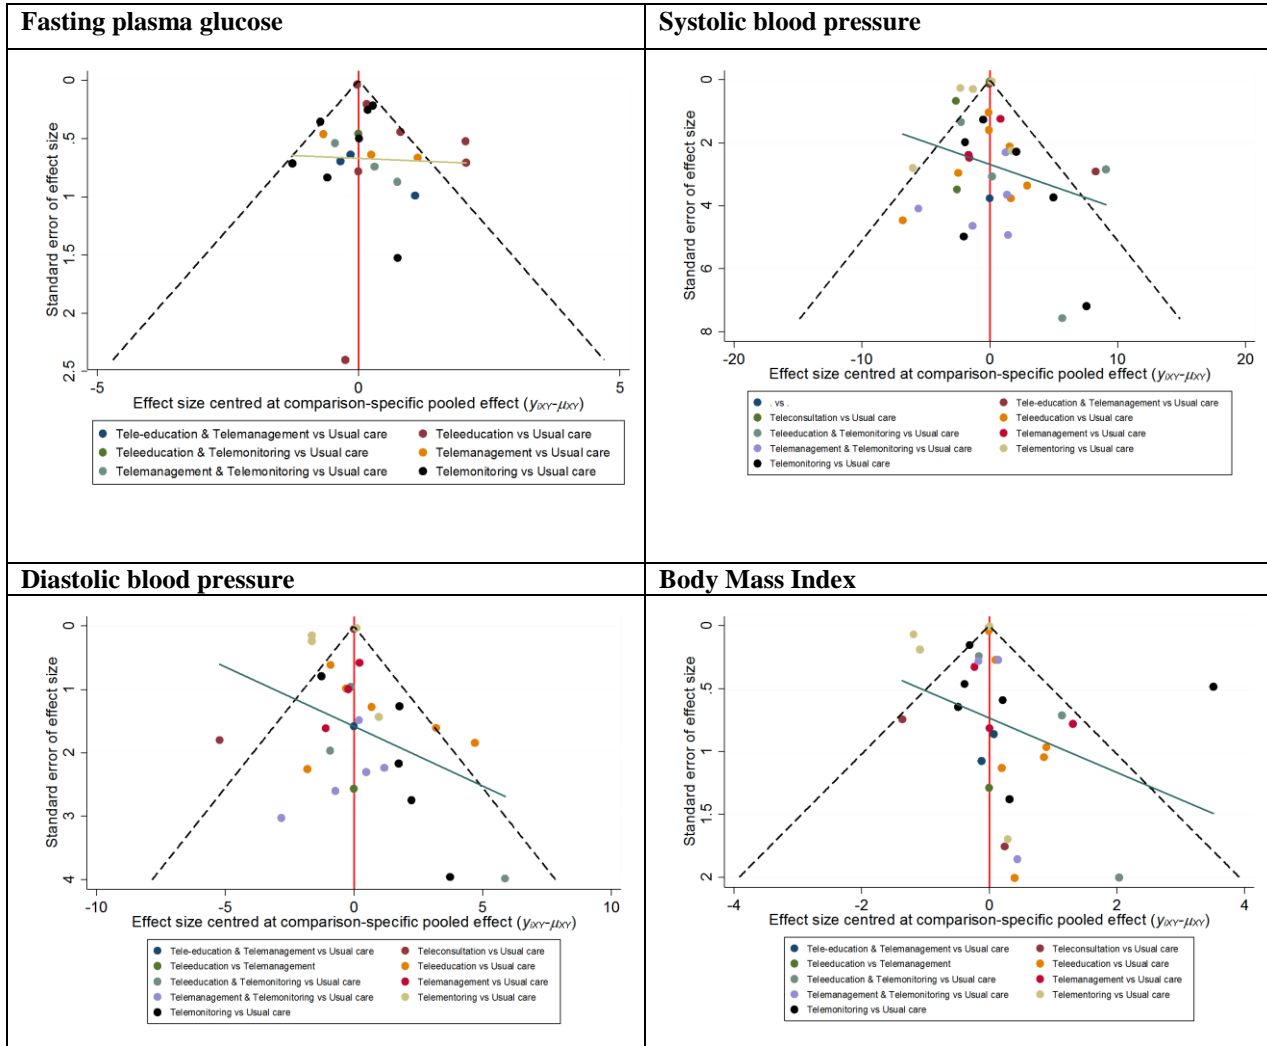 Fasting plasma glucose
Standard error of effect size
0
.5
1
1.5
2
2.5
-5
0
5
Effect size centred at comparison-specific pooled effect (yiXY-μXY)
Tele-education & Telemanagement vs Usual care
Teleeducation vs Usual care
Teleeducation & Telemonitoring vs Usual care
Telemanagement vs Usual care
Telemanagement & Telemonitoring vs Usual care
Telemonitoring vs Usual care
Systolic blood pressure
Standard error of effect size
0
2
4
6
8
-20
-10
0
10
20
Effect size centred at comparison-specific pooled effect (yiXY-μXY)
. vs .
Tele-education & Telemanagement vs Usual care
Teleconsultation vs Usual care
Teleeducation vs Usual care
Teleeducation & Telemonitoring vs Usual care
Telemanagement vs Usual care
Telemanagement & Telemonitoring vs Usual care
Telementoring vs Usual care
Telemonitoring vs Usual care
Diastolic blood pressure
Standard error of effect size
0
1
2
3
4
-10
-5
0
5
10
Effect size centred at comparison-specific pooled effect (yiXY-μXY)
Tele-education & Telemanagement vs Usual care
Teleconsultation vs Usual care
Teleeducation vs Telemanagement
Teleeducation vs Usual care
Teleeducation & Telemonitoring vs Usual care
Telemanagement vs Usual care
Telemanagement & Telemonitoring vs Usual care
Telementoring vs Usual care
Telemonitoring vs Usual care
Body Mass Index
Standard error of effect size
0
.5
1
1.5
2
-4
-2
0
2
4
Effect size centred at comparison-specific pooled effect (yiXY-μXY)
Tele-education & Telemanagement vs Usual care
Teleconsultation vs Usual care
Teleeducation vs Telemanagement
Teleeducation vs Usual care
Teleeducation & Telemonitoring vs Usual care
Telemanagement vs Usual care
Telemanagement & Telemonitoring vs Usual care
Telementoring vs Usual care
Telemonitoring vs Usual care